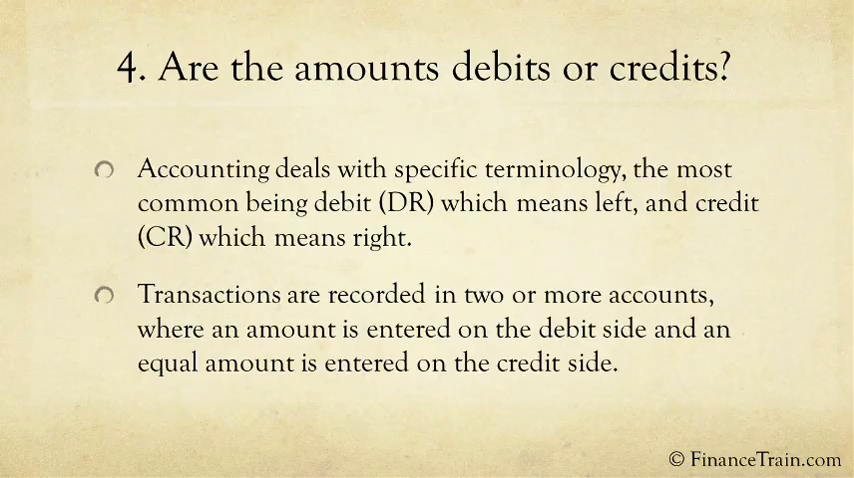 4. Are the amounts debits or credits?
Accounting deals with specific terminology, the most
common being debit (DR) which means left, and credit
(CR) which means right.
Transactions are recorded in two or more accounts,
where an amount is entered on the debit side and an
equal amount is entered on the credit side.
© FinanceTrain.com